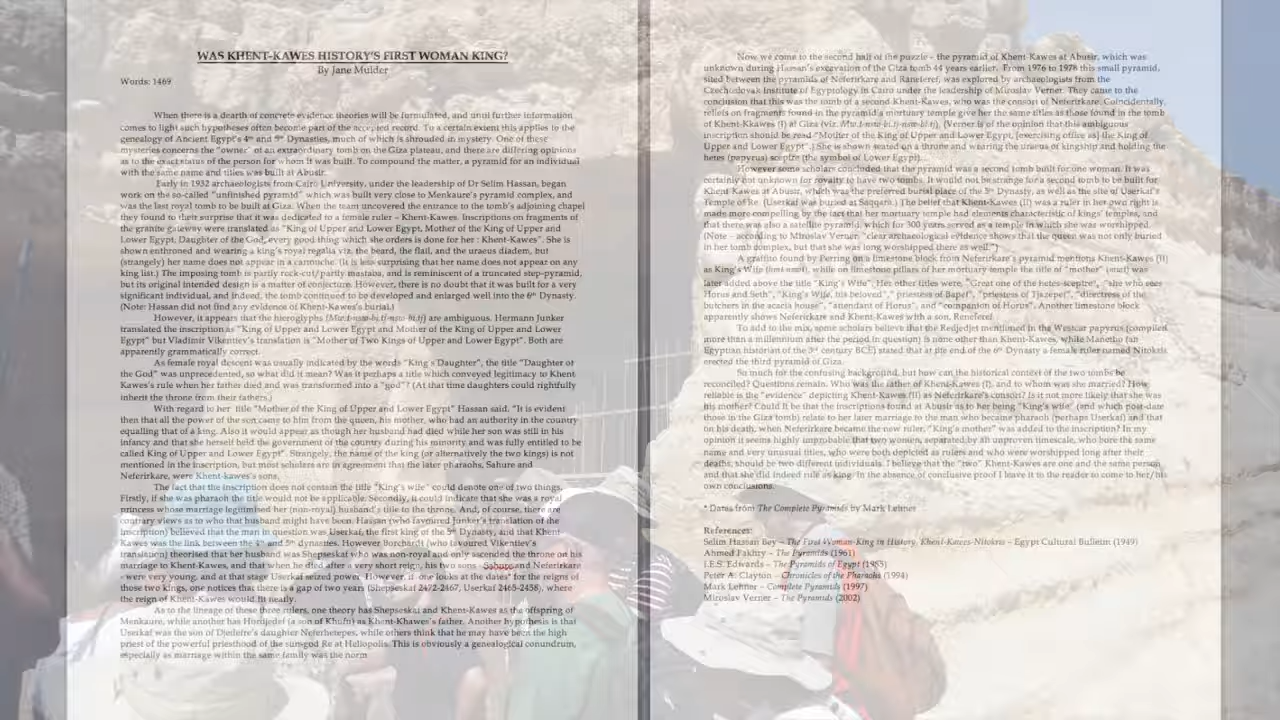 WAS KHENT-KAWES HISTORY'S FIRST WOMAN KING?
By Jane Mulder
Words: 1469
When there is a dearth of concrete evidence theories will be formulated, and until further information
comes to light such hypotheses often become part of the accepted record. To a certain extent this applies to the
genealogy of Ancient Egypt's 4th and 5th Dynasties, much of which is shrouded in mystery. One of these
mysteries concerns the "owner" of an extraordinary tomb on the Giza plateau, and there are differing opinions
as to the exact status of the person for whom it was built. To compound the matter, a pyramid for an individual
with the same name and titles was built at Abusir.
Early in 1932 archaeologists from Cairo University, under the leadership of Dr Selim Hassan, began
work on the so-called "unfinished pyramid" which was built very close to Menkaure's pyramid complex, and
was the last royal tomb to be built at Giza. When the team uncovered the entrance to the tomb's adjoining chapel
they found to their surprise that it was dedicated to a female ruler – Khent-Kawes. Inscriptions on fragments of
the granite gateway were translated as "King of Upper and Lower Egypt, Mother of the King of Upper and
Lower Egypt, Daughter of the God, every good thing which she orders is done for her : Khent-Kawes". She is
shown enthroned and wearing a king's royal regalia viz. the beard, the flail, and the uraeus diadem, but
(strangely) her name does not appear in a cartouche. (It is less surprising that her name does not appear on any
king list.) The imposing tomb is partly rock-cut/partly mastaba, and is reminiscent of a truncated step-pyramid,
but its original intended design is a matter of conjecture. However, there is no doubt that it was built for a very
significant individual, and indeed, the tomb continued to be developed and enlarged well into the 6th Dynasty.
(Note: Hassan did not find any evidence of Khent-Kawes's burial.)
However, it appears that the hieroglyphs are ambiguous. Hermann Junker
translated the inscription as "King of Upper and Lower Egypt and Mother of the King of Upper and Lower
Egypt" but Vladimir Vikentiev's translation is "Mother of Two Kings of Upper and Lower Egypt". Both are
apparently grammatically correct.
As female royal descent was usually indicated by the words "King's Daughter", the title "Daughter of
the God" was unprecedented, so what did it mean? Was it perhaps a title which conveyed legitimacy to Khent
Kawes's rule when her father died and was transformed into a "god"? (At that time daughters could rightfully
inherit the throne from their fathers.)
With regard to her title "Mother of the King of Upper and Lower Egypt" Hassan said, "It is evident
then that all the power of the son came to him from the queen, his mother, who had an authority in the country
equalling that of a king. Also it would appear as though her husband had died while her son was still in his
infancy and that she herself held the government of the country during his minority and was fully entitled to be
called King of Upper and Lower Egypt". Strangely, the name of the king (or alternatively the two kings) is not
mentioned in the inscription, but most scholars are in agreement that the later pharaohs, Sahure and
Neferirkare, were Khent-kawes's sons.
The fact that the inscription does not contain the title "King's wife" could denote one of two things.
Firstly, if she was pharaoh the title would not be applicable. Secondly, it could indicate that she was a royal
princess whose marriage legitimised her (non-royal) husband's title to the throne. And, of course, there are
contrary views as to who that husband might have been. Hassan (who favoured Junker's translation of the
inscription) believed that the man in question was Userkaf, the first king of the 5th Dynasty, and that Khent-
Kawes was the link between the 4th and 5th dynasties. However Borchardt (who favoured Vikentiev's
translation) theorised that her husband was Shepseskaf who was non-royal and only ascended the throne on his
marriage to Khent-Kawes, and that when he died after a very short reign, his two sons - Sahure and Neferirkare
- were very young, and at that stage Userkaf seized power. However, if one looks at the dates* for the reigns of
those two kings, one notices that there is a gap of two years (Shepseskaf 2472-2467, Userkaf 2465-2458), where
the reign of Khent-Kawes would fit neatly.
As to the lineage of these three rulers, one theory has Shepseskaf and Khent-Kawes as the offspring of
Menkaure, while another has Hordjedef (a son of Khufu) as Khent-Khawes's father. Another hypothesis is that
Userkaf was the son of Djedefre's daughter Neferhetepes, while others think that he may have been the high
priest of the powerful priesthood of the sun-god Re at Heliopolis. This is obviously a genealogical conundrum,
especially as marriage within the same family was the norm
Now we come to the second half of the puzzle – the pyramid of Khent-Kawes at Abusir, which was
unknown during Hassan's excavation of the Giza tomb 44 years earlier. From 1976 to 1978 this small pyramid,
sited between the pyramids of Neferirkare and Raneferef, was explored by archaeologists from the
Czechoslovak Institute of Egyptology in Cairo under the leadership of Miroslav Verner. They came to the
conclusion that this was the tomb of a second Khent-Kawes, who was the consort of Neferirkare. Coincidentally,
reliefs on fragments found in the pyramid's mortuary temple give her the same titles as those found in the tomb
of Khent-Kawes (I) at Giza (Verner is of the opinion that this ambiguous
inscription should be read "Mother of the King of Upper and Lower Egypt, [exercising office as] the King of
Upper and Lower Egypt".) She is shown seated on a throne and wearing the uraeus of kingship and holding the
hetes (papyrus) sceptre (the symbol of Lower Egypt).
However some scholars concluded that the pyramid was a second tomb built for one woman. It was
certainly not unknown for royalty to have two tombs. It would not be strange for a second tomb to be built for
Khent-Kawes at Abusir, which was the preferred burial place of the 5th Dynasty, as well as the site of Userkaf's
Temple of Re. (Userkaf was buried at Saqqara.) The belief that Khent-Kawes (II) was a ruler in her own right is
made more compelling by the fact that her mortuary temple had elements characteristic of kings' temples, and
that there was also a satellite pyramid, which for 300 years served as a temple in which she was worshipped.
(Note – according to Miroslav Verner, "clear archaeological evidence shows that the queen was not only buried
in her tomb complex, but that she was long worshipped there as well.")
A graffito found by Perring on a limestone block from Neferirkare's pyramid mentions Khent-Kawes (II)
as King's Wife, while on limestone pillars of her mortuary temple the title of "mother" was
later added above the title "King's Wife". Her other titles were, "Great one of the hetes-sceptre", "she who sees
Horus and Seth", "King's Wife, his beloved", "priestess of Bapef", "priestess of Tjazepef", "directress of the
butchers in the acacia house", "attendant of Horus", and "companion of Horus". Another limestone block
apparently shows Neferirkare and Khent-Kawes with a son, Reneferef.
To add to the mix, some scholars believe that the Redjedjet mentioned in the Westcar papyrus (compiled
more than a millennium after the period in question) is none other than Khent-Kawes, while Manetho (an
Egyptian historian of the 3rd century BCE) stated that at the end of the 6th Dynasty a female ruler named Nitokris
erected the third pyramid of Giza.
So much for the confusing background, but how can the historical context of the two tombs be
reconciled? Questions remain. Who was the father of Khent-Kawes (I), and to whom was she married? How
reliable is the "evidence" depicting Khent-Kawes (II) as Neferirkare's consort? Is it not more likely that she was
his mother? Could it be that the inscriptions found at Abusir as to her being "King's wife" (and which post-date
those in the Giza tomb) relate to her later marriage to the man who became pharaoh (perhaps Userkaf) and that
on his death, when Neferirkare became the new ruler, "King's mother" was added to the inscription? In my
opinion it seems highly improbable that two women, separated by an unproven timescale, who bore the same
name and very unusual titles, who were both depicted as rulers and who were worshipped long after their
deaths, should be two different individuals. I believe that the "two" Khent-Kawes are one and the same person,
and that she did indeed rule as king. In the absence of conclusive proof I leave it to the reader to come to her/his
own conclusions.
* Dates from The Complete Pyramids by Mark Lehner
References:
Selim Hassan Bey – The First Woman-King in History, Khent-Kawes-Nitokris – Egypt Cultural Bulletin (1949)
Ahmed Fakhry – The Pyramids (1961)
I.E.S. Edwards – The Pyramids of Egypt (1985)
Peter A. Clayton – Chronicles of the Pharaohs (1994)
Mark Lehner – Complete Pyramids (1997)
Miroslav Verner – The Pyramids (2002)